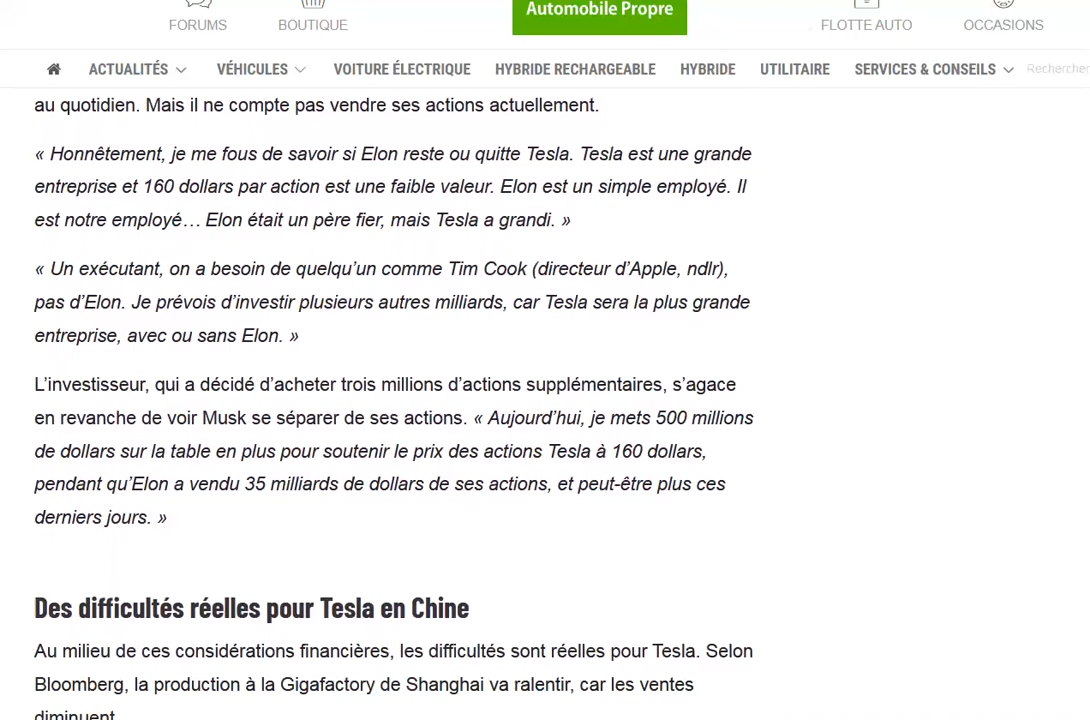 Automobile Propre
FORUMS BOUTIQUE FLOTTE AUTO OCCASIONS
ACTUALITÉS VÉHICULES VOITURE ÉLECTRIQUE HYBRIDE RECHARGEABLE HYBRIDE UTILITAIRE SERVICES & CONSEILS Rechercher
au quotidien. Mais il ne compte pas vendre ses actions actuellement.
« Honnêtement, je me fous de savoir si Elon reste ou quitte Tesla. Tesla est une grande
entreprise et 160 dollars par action est une faible valeur. Elon est un simple employé. Il
est notre employé… Elon était un père fier, mais Tesla a grandi. »
« Un exécutant, on a besoin de quelqu’un comme Tim Cook (directeur d’Apple, ndlr),
pas d’Elon. Je prévois d’investir plusieurs autres milliards, car Tesla sera la plus grande
entreprise, avec ou sans Elon. »
L’investisseur, qui a décidé d’acheter trois millions d’actions supplémentaires, s’agace
en revanche de voir Musk se séparer de ses actions. « Aujourd’hui, je mets 500 millions
de dollars sur la table en plus pour soutenir le prix des actions Tesla à 160 dollars,
pendant qu’Elon a vendu 35 milliards de dollars de ses actions, et peut-être plus ces
derniers jours. »
Des difficultés réelles pour Tesla en Chine
Au milieu de ces considérations financières, les difficultés sont réelles pour Tesla. Selon
Bloomberg, la production à la Gigafactory de Shanghai va ralentir, car les ventes
diminuent.